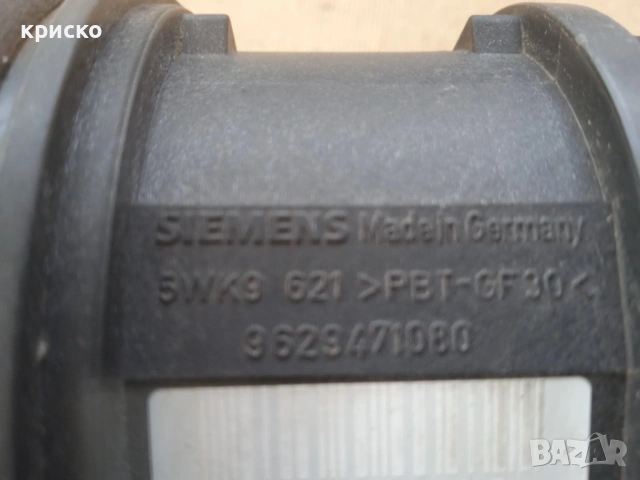 криско
SIEMENS Made in Germany
5WK9 621 >PBT-GF30<
9629471080
BAZAR